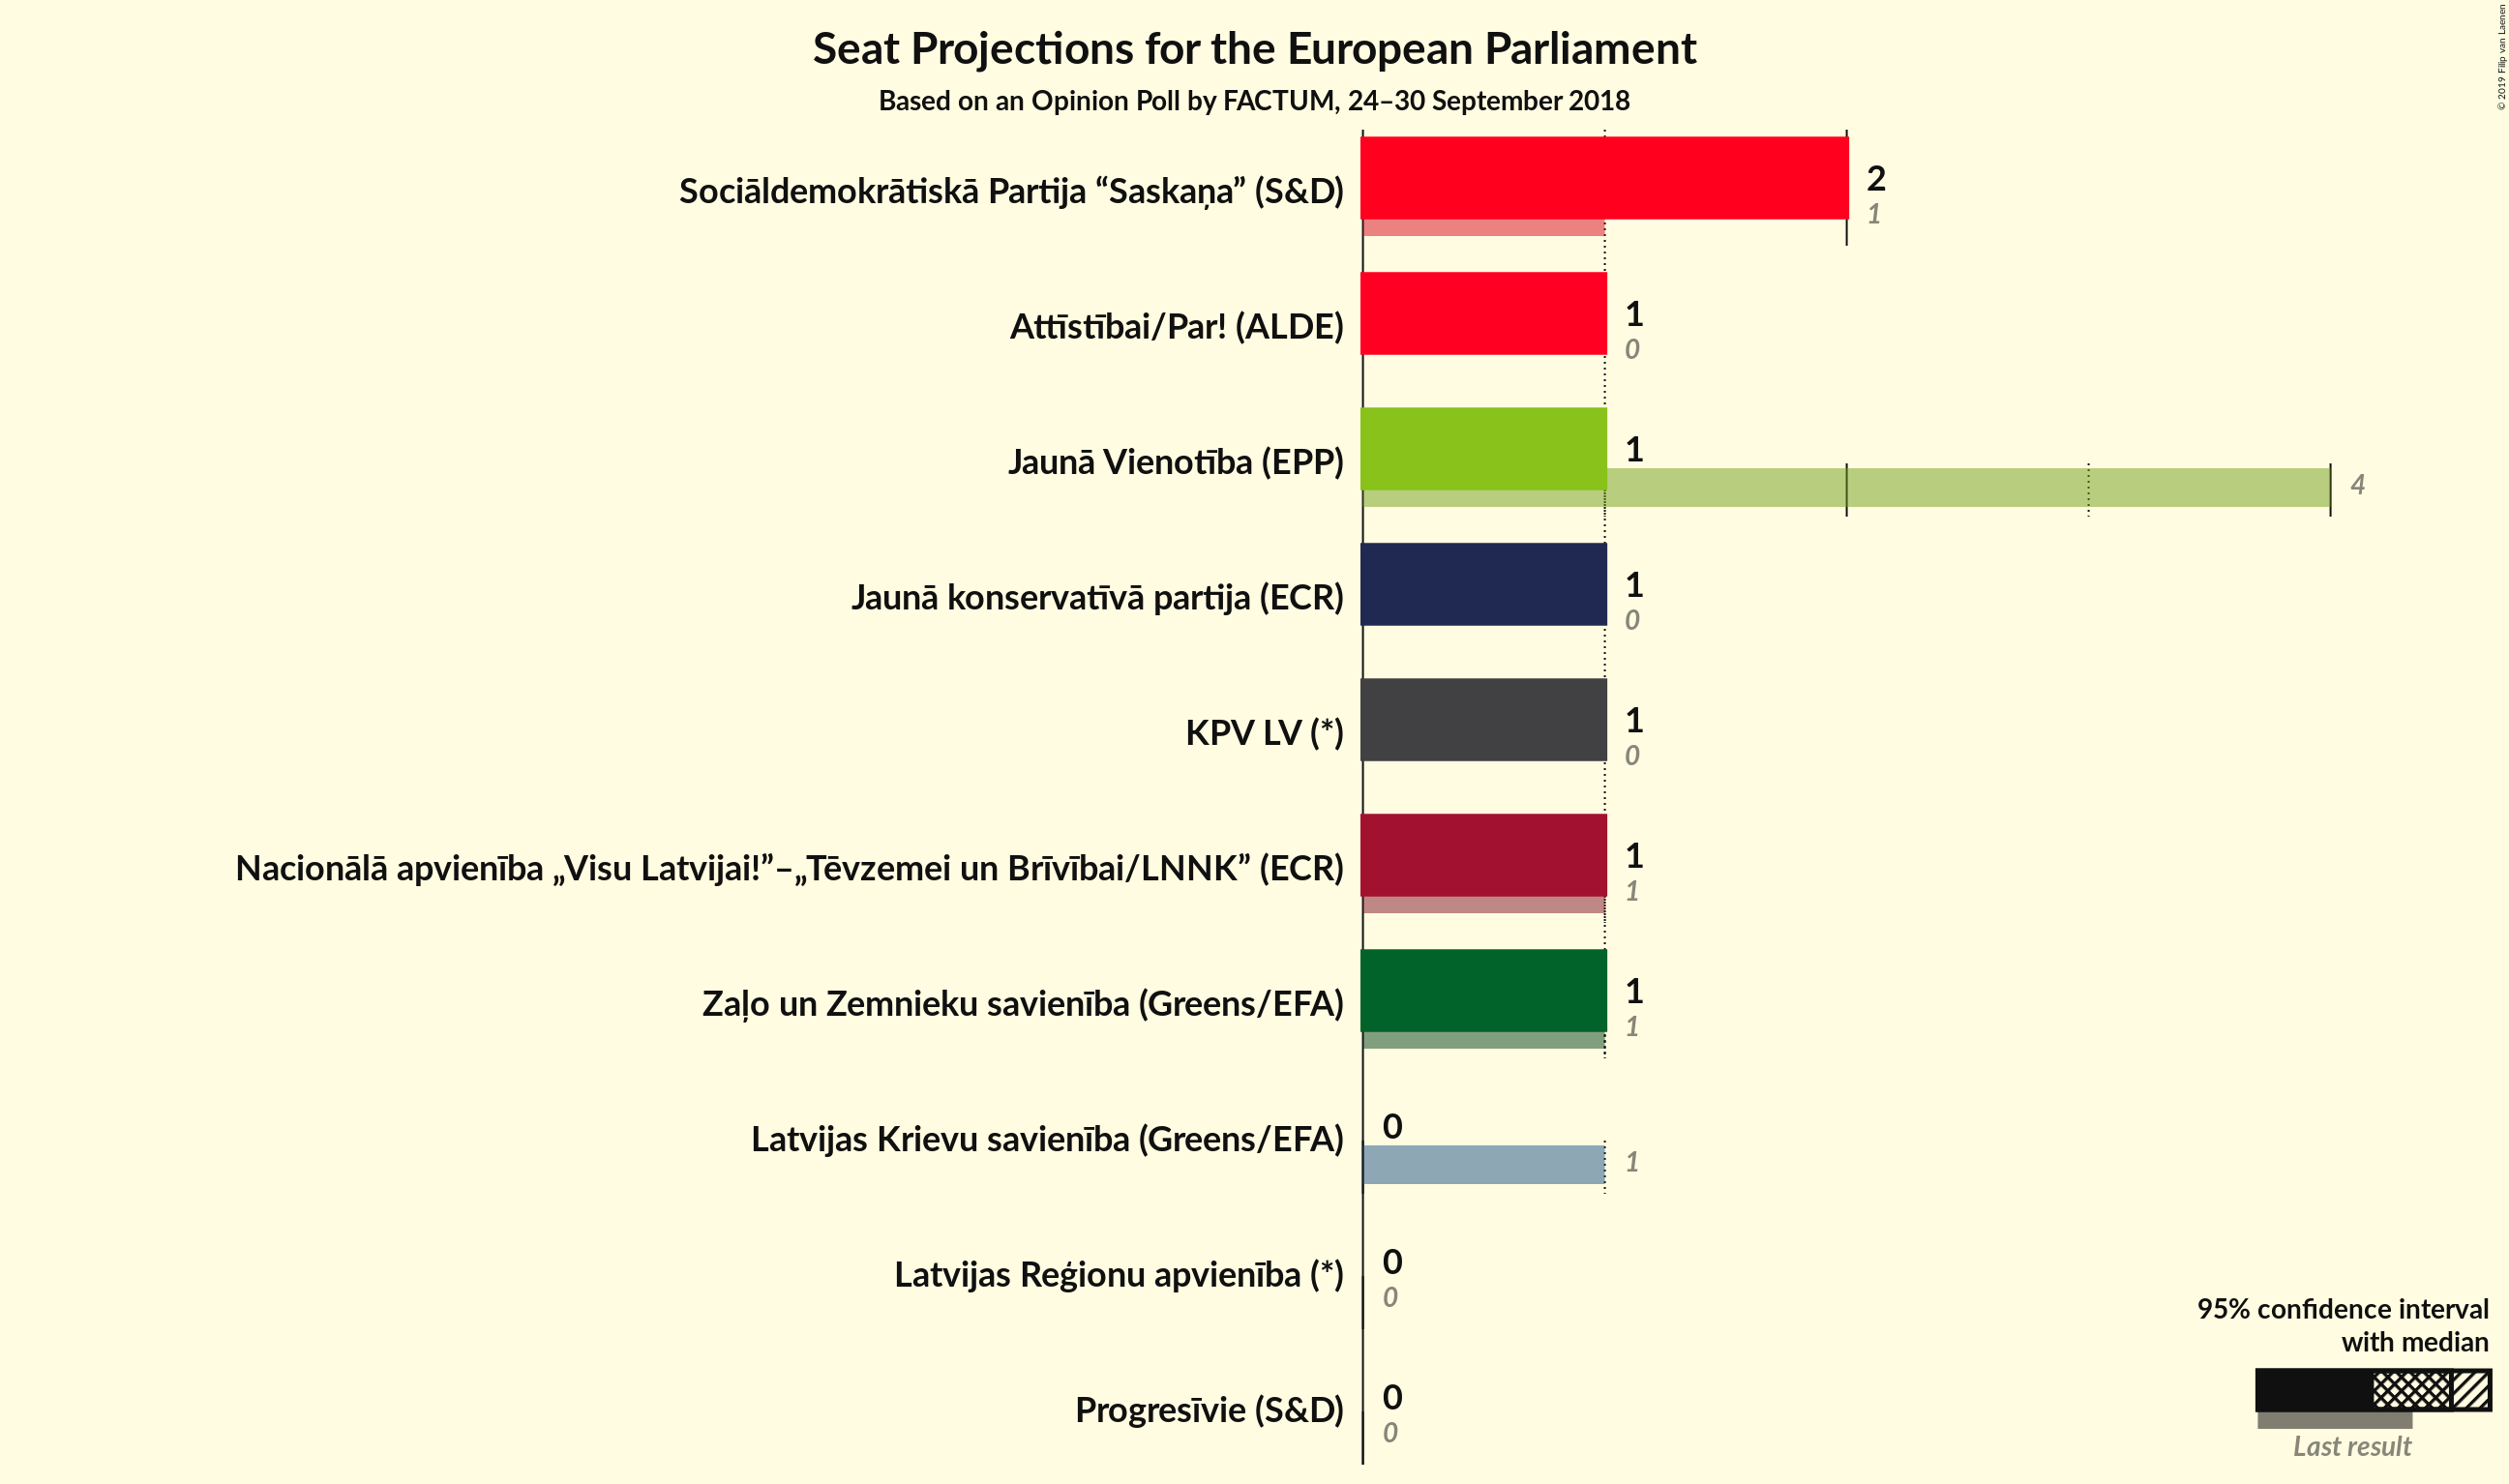 Seat Projections for the European Parliament
Based on an Opinion Poll by FACTUM, 24–30 September 2018
© 2019 Filip van Laenen
Sociāldemokrātiskā Partija “Saskaņa” (S&D)
2
1
Attīstībai/Par! (ALDE)
1
0
Jaunā Vienotība (EPP)
1
4
Jaunā konservatīvā partija (ECR)
1
0
KPV LV (*)
1
0
Nacionālā apvienība „Visu Latvijai!”–„Tēvzemei un Brīvībai/LNNK” (ECR)
1
1
Zaļo un Zemnieku savienība (Greens/EFA)
1
1
Latvijas Krievu savienība (Greens/EFA)
0
1
Latvijas Reģionu apvienība (*)
0
0
Progresīvie (S&D)
0
0
95% confidence interval
with median
Last result